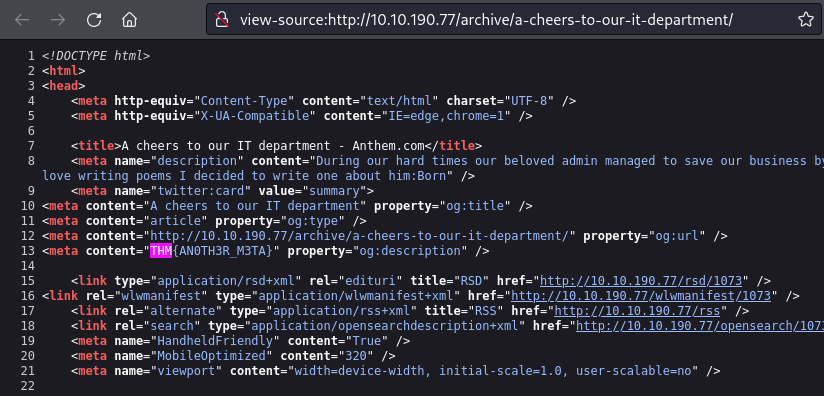 view-source:http://10.10.190.77/archive/a-cheers-to-our-it-department/
1 <!DOCTYPE html>
2 <html>
3 <head>
4 <meta http-equiv="Content-Type" content="text/html" charset="UTF-8" />
5 <meta http-equiv="X-UA-Compatible" content="IE=edge,chrome=1" />
6
7 <title>A cheers to our IT department - Anthem.com</title>
8 <meta name="description" content="During our hard times our beloved admin managed to save our business by
love writing poems I decided to write one about him:Born" />
9 <meta name="twitter:card" value="summary">
10 <meta content="A cheers to our IT department" property="og:title" />
11 <meta content="article" property="og:type" />
12 <meta content="http://10.10.190.77/archive/a-cheers-to-our-it-department/" property="og:url" />
13 <meta content="THM{AN0TH3R_M3TA}" property="og:description" />
14
15 <link type="application/rsd+xml" rel="edituri" title="RSD" href="http://10.10.190.77/rsd/1073" />
16 <link rel="wlwmanifest" type="application/wlwmanifest+xml" href="http://10.10.190.77/wlwmanifest/1073" />
17 <link rel="alternate" type="application/rss+xml" title="RSS" href="http://10.10.190.77/rss" />
18 <link rel="search" type="application/opensearchdescription+xml" href="http://10.10.190.77/opensearch/1073
19 <meta name="HandheldFriendly" content="True" />
20 <meta name="MobileOptimized" content="320" />
21 <meta name="viewport" content="width=device-width, initial-scale=1.0, user-scalable=no" />
22